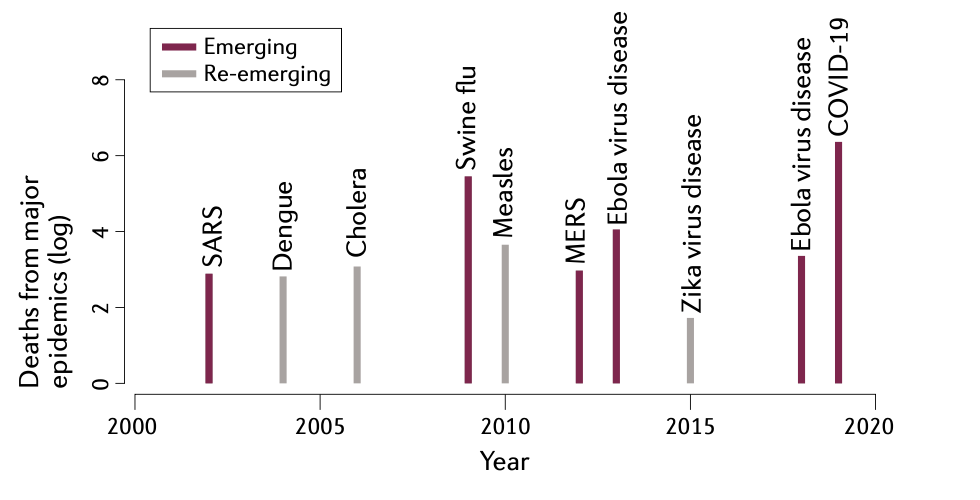 Emerging
Re-emerging
Deaths from major
epidemics (log)
8
6
4
2
0
SARS
Dengue
Cholera
Swine flu
Measles
MERS
Ebola virus disease
Zika virus disease
Ebola virus disease
COVID-19
2000
2005
2010
2015
2020
Year